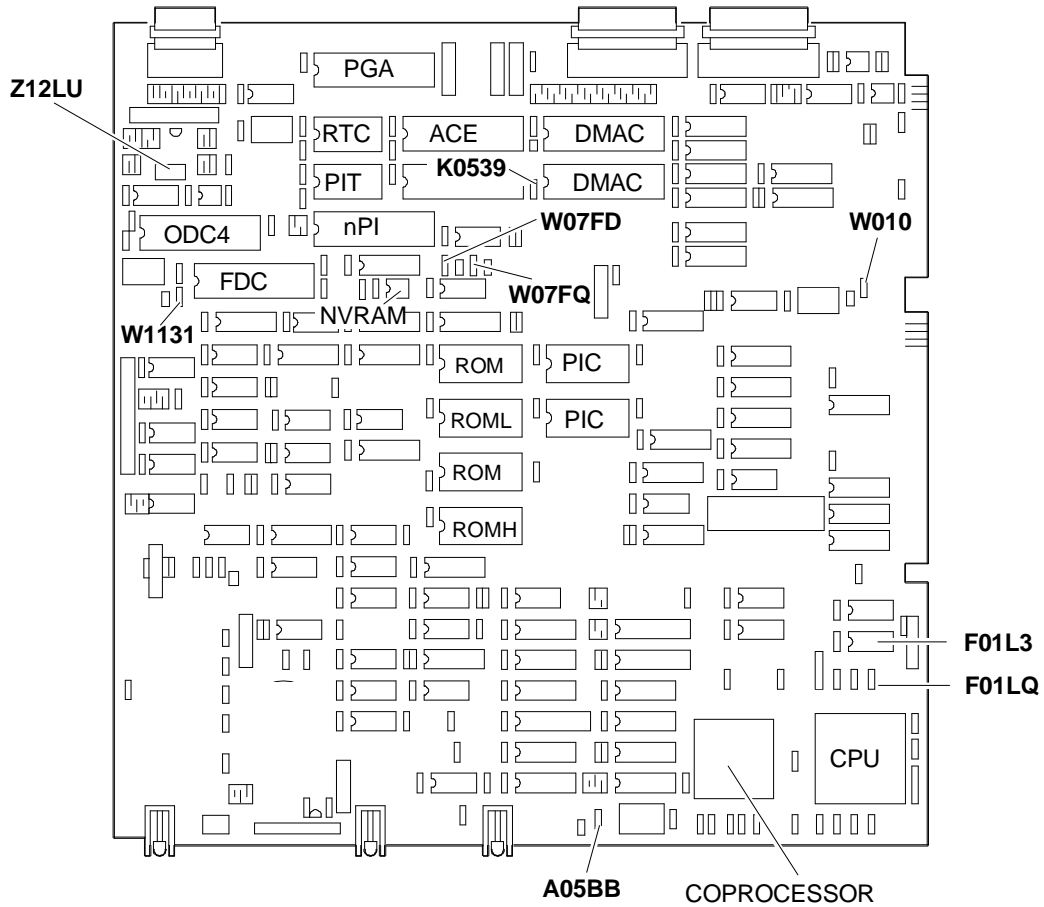 PGA
Z12LU
RTC
ACE
DMAC
K0539
PIT
DMAC
W07FD
W010
ODC4
nPI
FDC
W07FQ
NVRAM
W1131
ROM
PIC
ROML
PIC
ROM
ROMH
F01L3
F01LQ
CPU
A05BB
COPROCESSOR